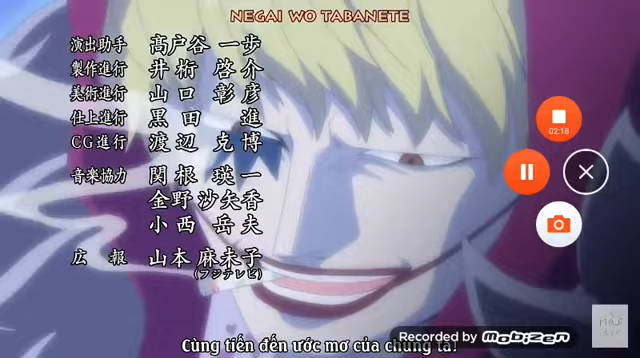 NEGAI WO TABANETE
演出助手 高戸谷 一歩
製作進行 井桁 啓介
美術進行 山口 彰彦
仕上進行 黒田 進
CG進行 渡辺 克博
02:18
音楽協力 関根 瑛一
金野 沙矢香
小西 岳夫
広報 山本 麻未子
(フジテレビ)
Recorded by MOBIZEN
Cùng tiến đến ước mơ của chúng ta!